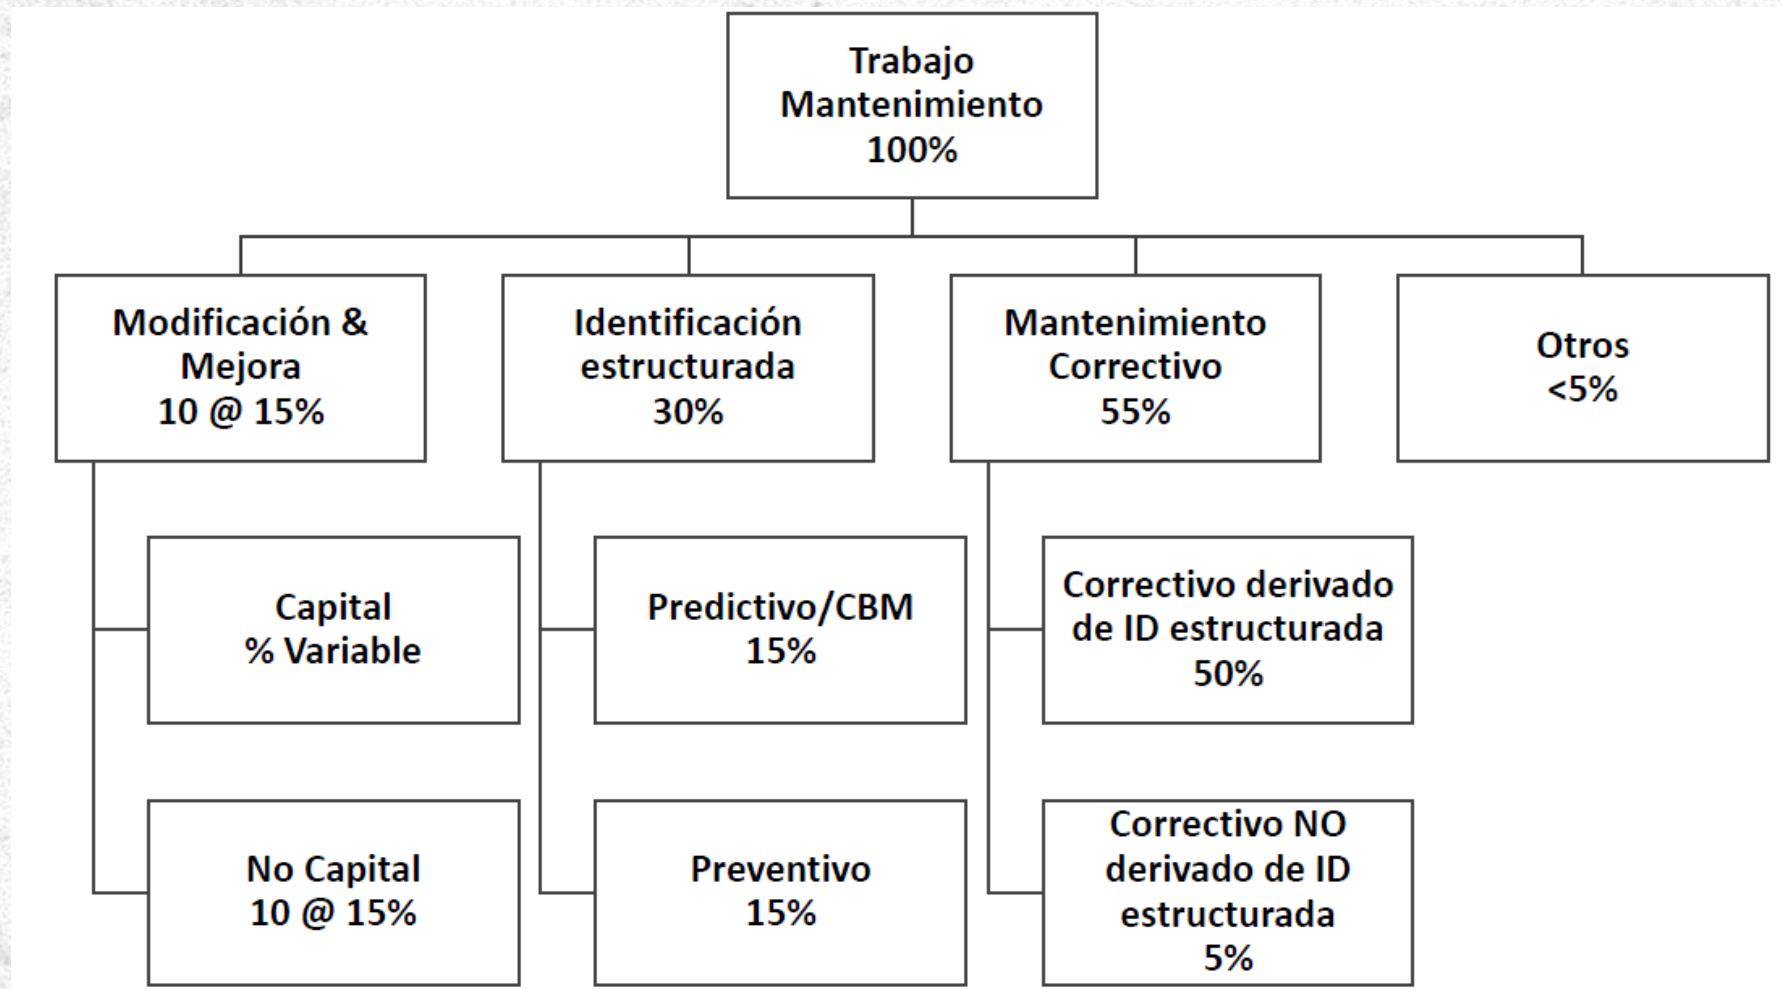 Trabajo
Mantenimiento
100%
Modificación &
Mejora
10 @ 15%
Identificación
estructurada
30%
Mantenimiento
Correctivo
55%
Otros
<5%
Capital
% Variable
Predictivo/CBM
15%
Correctivo derivado
de ID estructurada
50%
No Capital
10 @ 15%
Preventivo
15%
Correctivo NO
derivado de ID
estructurada
5%